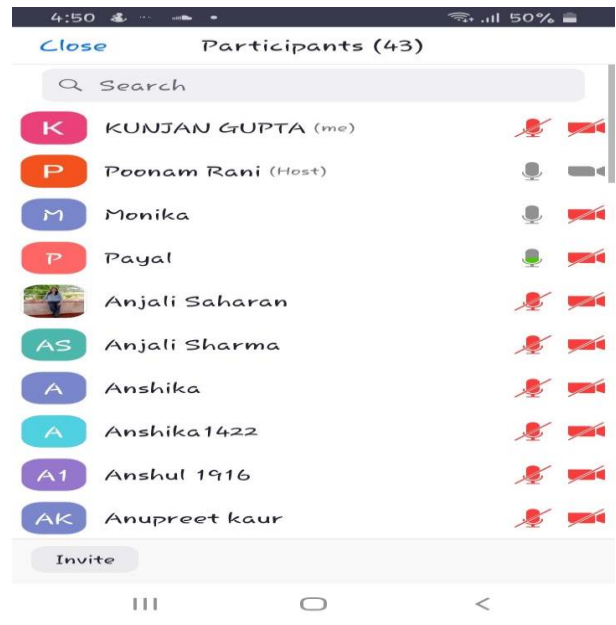 4:50 50%
Close Participants (43)
Search
K KUNJAN GUPTA (me)
P Poonam Rani (Host)
M Monika
P Payal
Anjali Saharan
AS Anjali Sharma
A Anshika
A Anshika1422
A1 Anshul 1916
AK Anupreet kaur
Invite